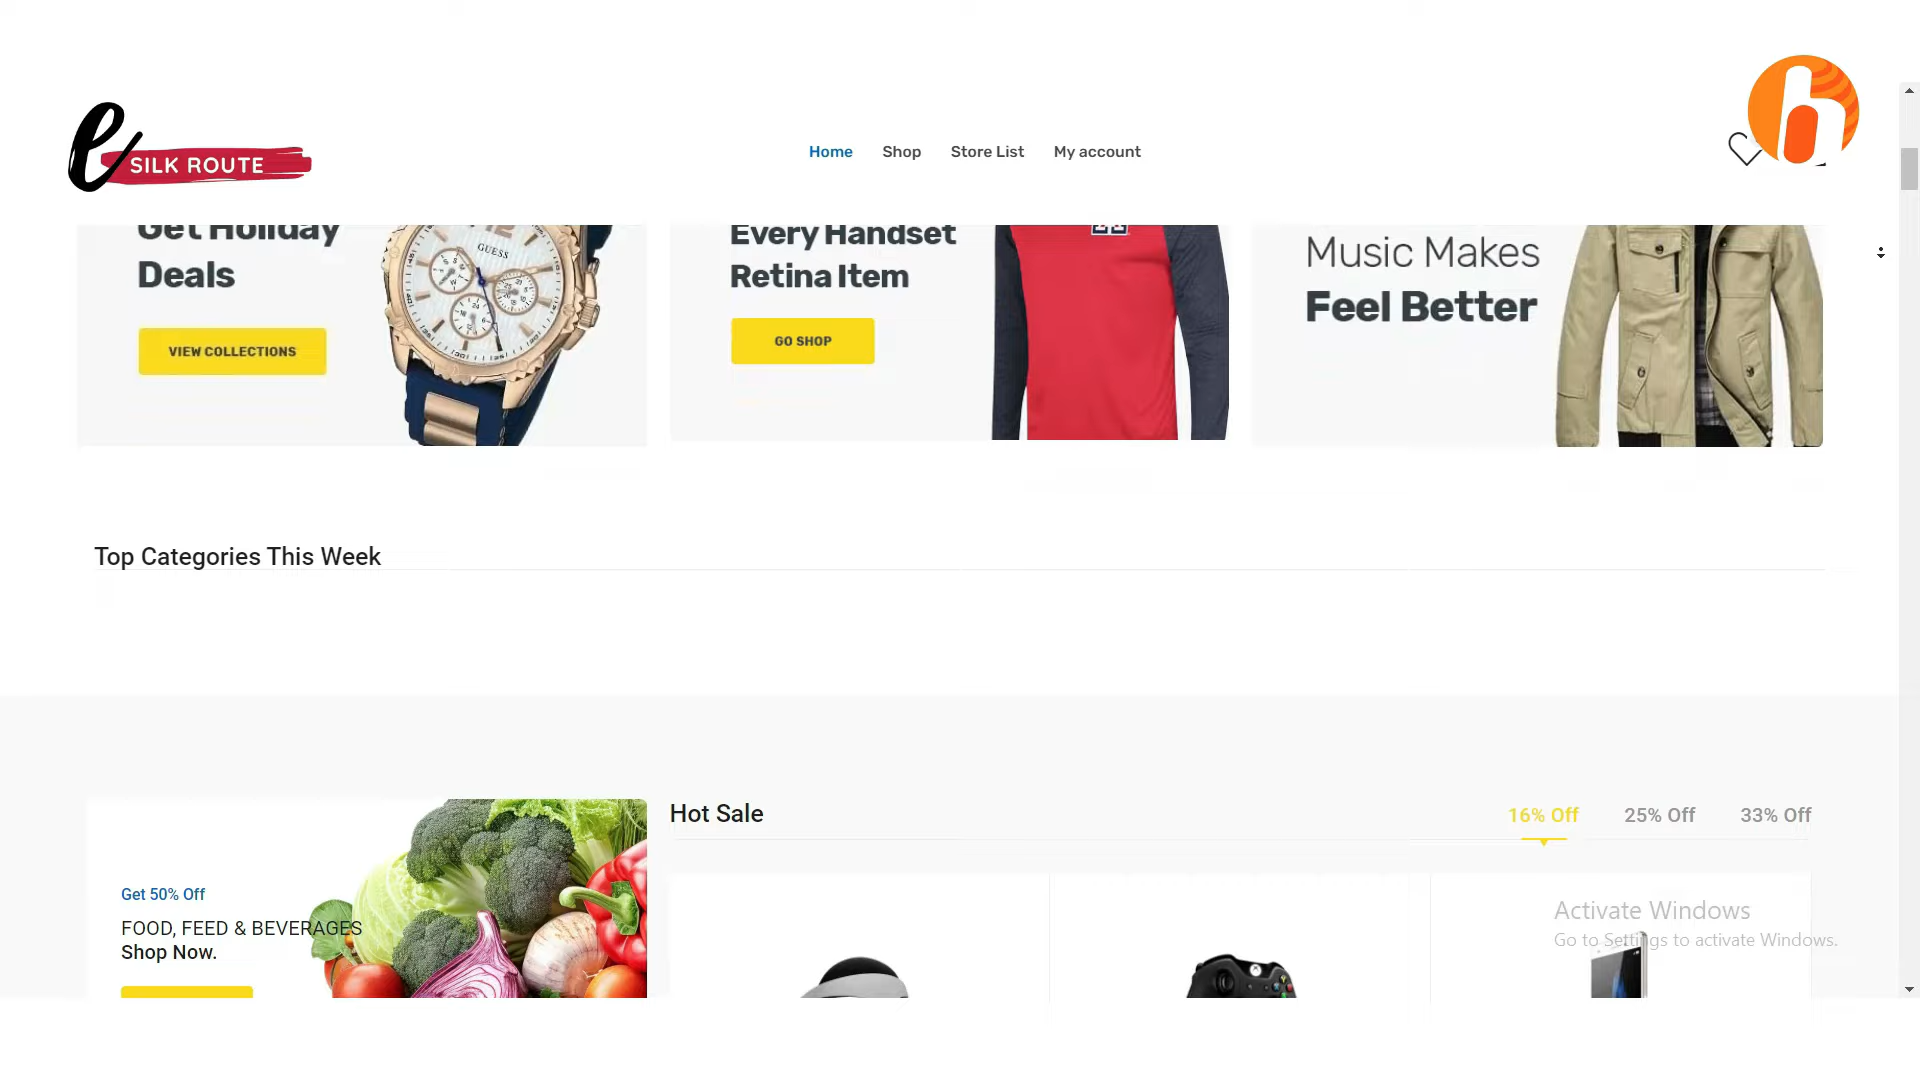 e
SILK ROUTE
Home
Shop
Store List
My account
h
Get Holiday
Deals
VIEW COLLECTIONS
GUESS
Every Handset
Retina Item
GO SHOP
Music Makes
Feel Better
Top Categories This Week
Get 50% Off
FOOD, FEED & BEVERAGES
Shop Now.
Hot Sale
16% Off
25% Off
33% Off
Activate Windows
Go to Settings to activate Windows.